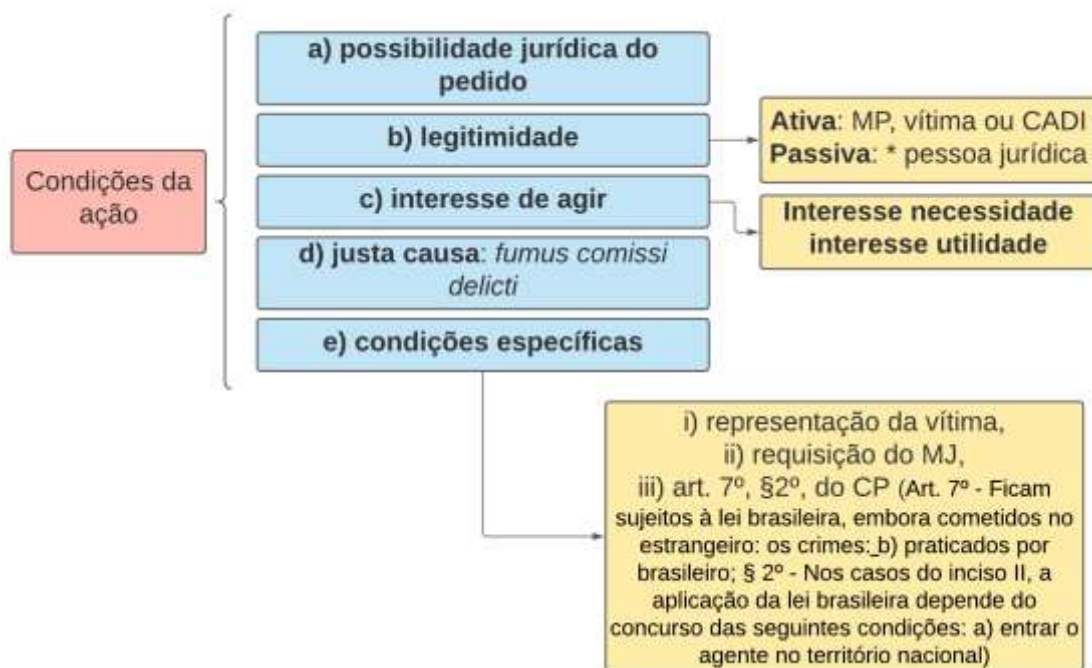 Condições da
ação
a) possibilidade jurídica do
pedido
b) legitimidade
Ativa: MP, vítima ou CADI
Passiva: * pessoa jurídica
c) interesse de agir
Interesse necessidade
interesse utilidade
d) justa causa: fumus comissi
delicti
e) condições específicas
i) representação da vítima,
ii) requisição do MJ,
iii) art. 7º, §2º, do CP (Art. 7º - Ficam
sujeitos à lei brasileira, embora cometidos no
estrangeiro: os crimes:_b) praticados por
brasileiro; § 2º - Nos casos do inciso II, a
aplicação da lei brasileira depende do
concurso das seguintes condições: a) entrar o
agente no território nacional)